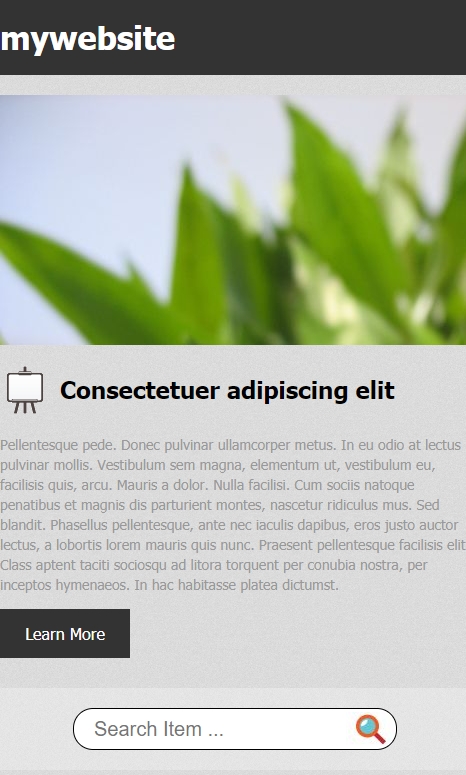 mywebsite
Consectetuer adipiscing elit
Pellentesque pede. Donec pulvinar ullamcorper metus. In eu odio at lectus
pulvinar mollis. Vestibulum sem magna, elementum ut, vestibulum eu,
facilisis quis, arcu. Mauris a dolor. Nulla facilisi. Cum sociis natoque
penatibus et magnis dis parturient montes, nascetur ridiculus mus. Sed
blandit. Phasellus pellentesque, ante nec iaculis dapibus, eros justo auctor
lectus, a lobortis lorem mauris quis nunc. Praesent pellentesque facilisis elit
Class aptent taciti sociosqu ad litora torquent per conubia nostra, per
inceptos hymenaeos. In hac habitasse platea dictumst.
Learn More
Search Item ...